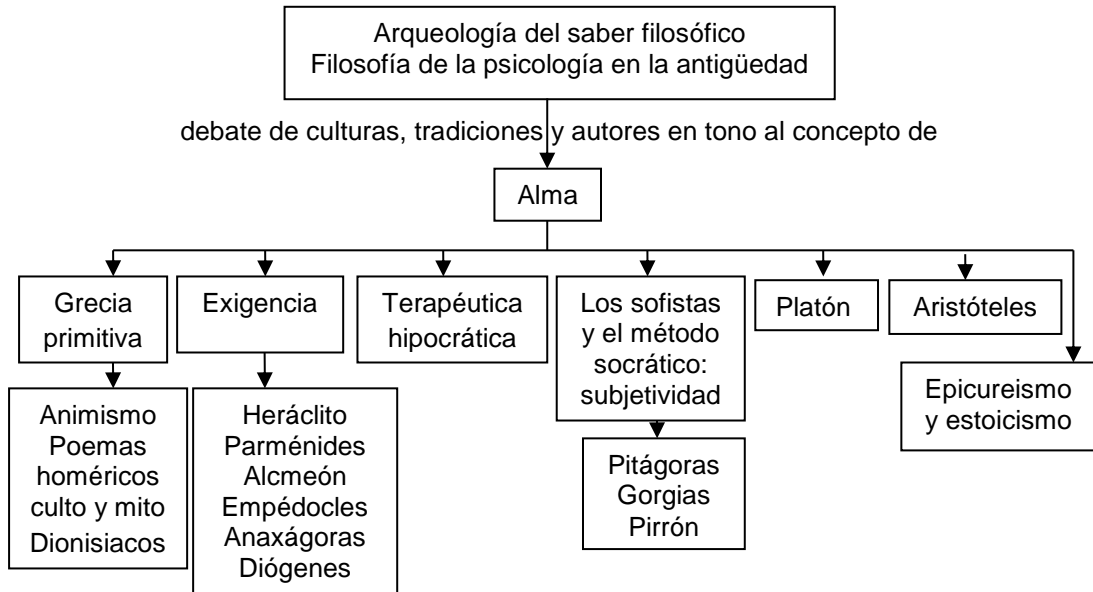 Arqueología del saber filosófico
Filosofía de la psicología en la antigüedad
debate de culturas, tradiciones y autores en tono al concepto de
Alma
Grecia
primitiva
Exigencia
Terapéutica
hipocrática
Los sofistas
y el método
socrático:
subjetividad
Platón
Aristóteles
Epicureismo
y estoicismo
Animismo
Poemas
homéricos
culto y mito
Dionisiacos
Heráclito
Parménides
Alcmeón
Empédocles
Anaxágoras
Diógenes
Pitágoras
Gorgias
Pirrón